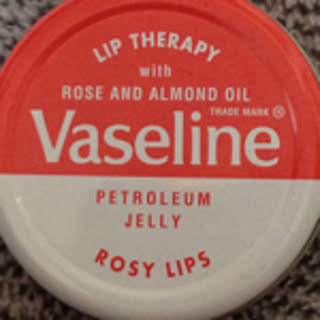 LIP THERAPY
with
ROSE AND ALMOND OIL
TRADE MARK ®
Vaseline
PETROLEUM
JELLY
ROSY LIPS